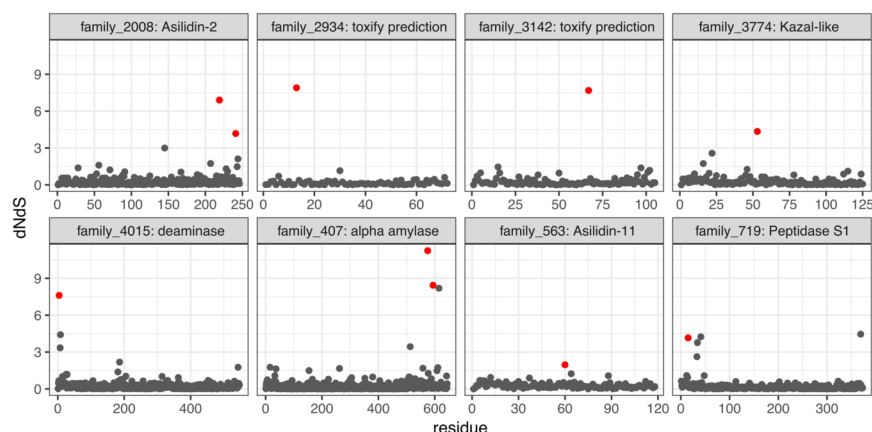 family_2008: Asilidin-2 family_2934: toxify prediction family_3142: toxify prediction family_3774: Kazal-like
9
6
3
0
0 50 100 150 200 250 0 20 40 60 0 25 50 75 100 0 25 50 75 100 125
dNdS
family_4015: deaminase family_407: alpha amylase family_563: Asilidin-11 family_719: Peptidase S1
9
6
3
0
0 200 400 0 200 400 600 0 30 60 90 120 0 100 200 300
residue